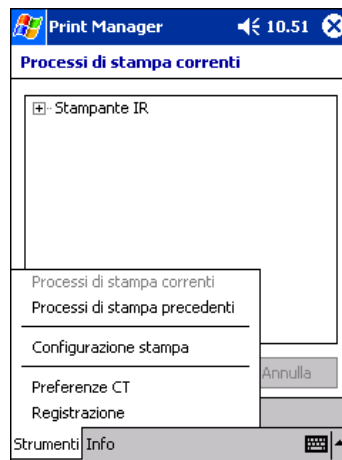 Print Manager 10.51
Processi di stampa correnti
Stampante IR
Processi di stampa correnti
Processi di stampa precedenti
Configurazione stampa
Annulla
Preferenze CT
Registrazione
Strumenti Info